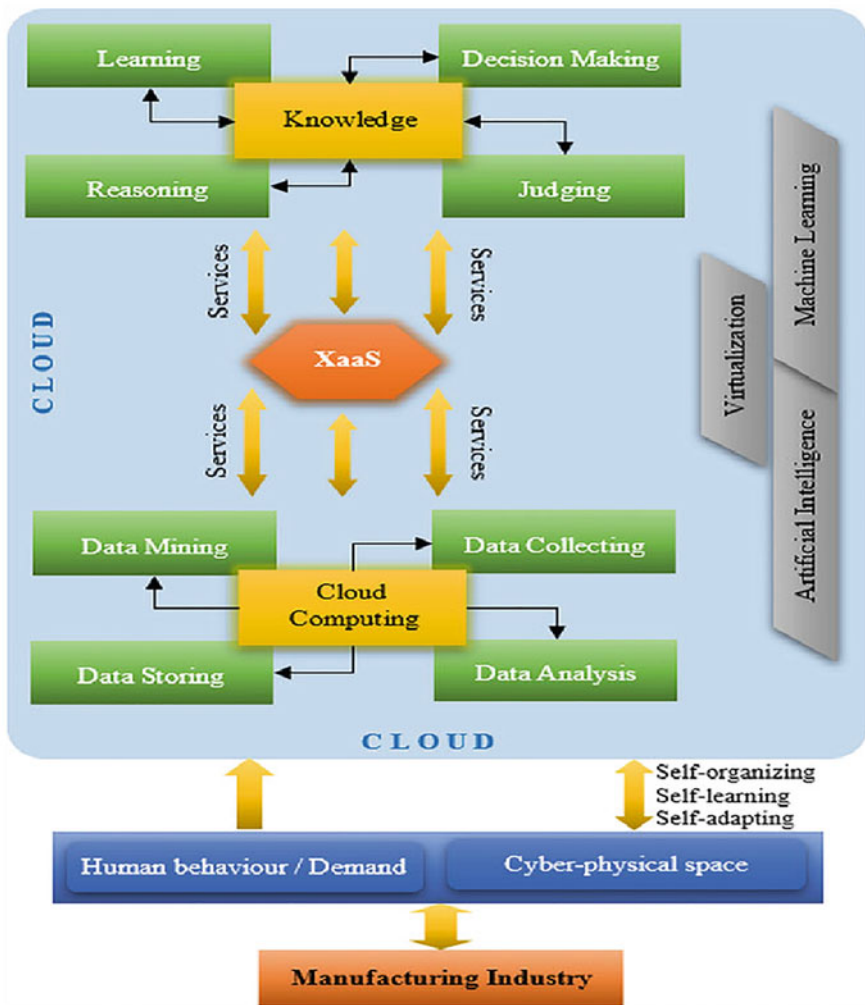 Learning
Decision Making
Knowledge
Reasoning
Judging
Services
Services
CLOUD
XaaS
Services
Services
Machine Learning
Virtualization
Artificial Intelligence
Data Mining
Data Collecting
Cloud
Computing
Data Storing
Data Analysis
CLOUD
Self-organizing
Self-learning
Self-adapting
Human behaviour / Demand
Cyber-physical space
Manufacturing Industry